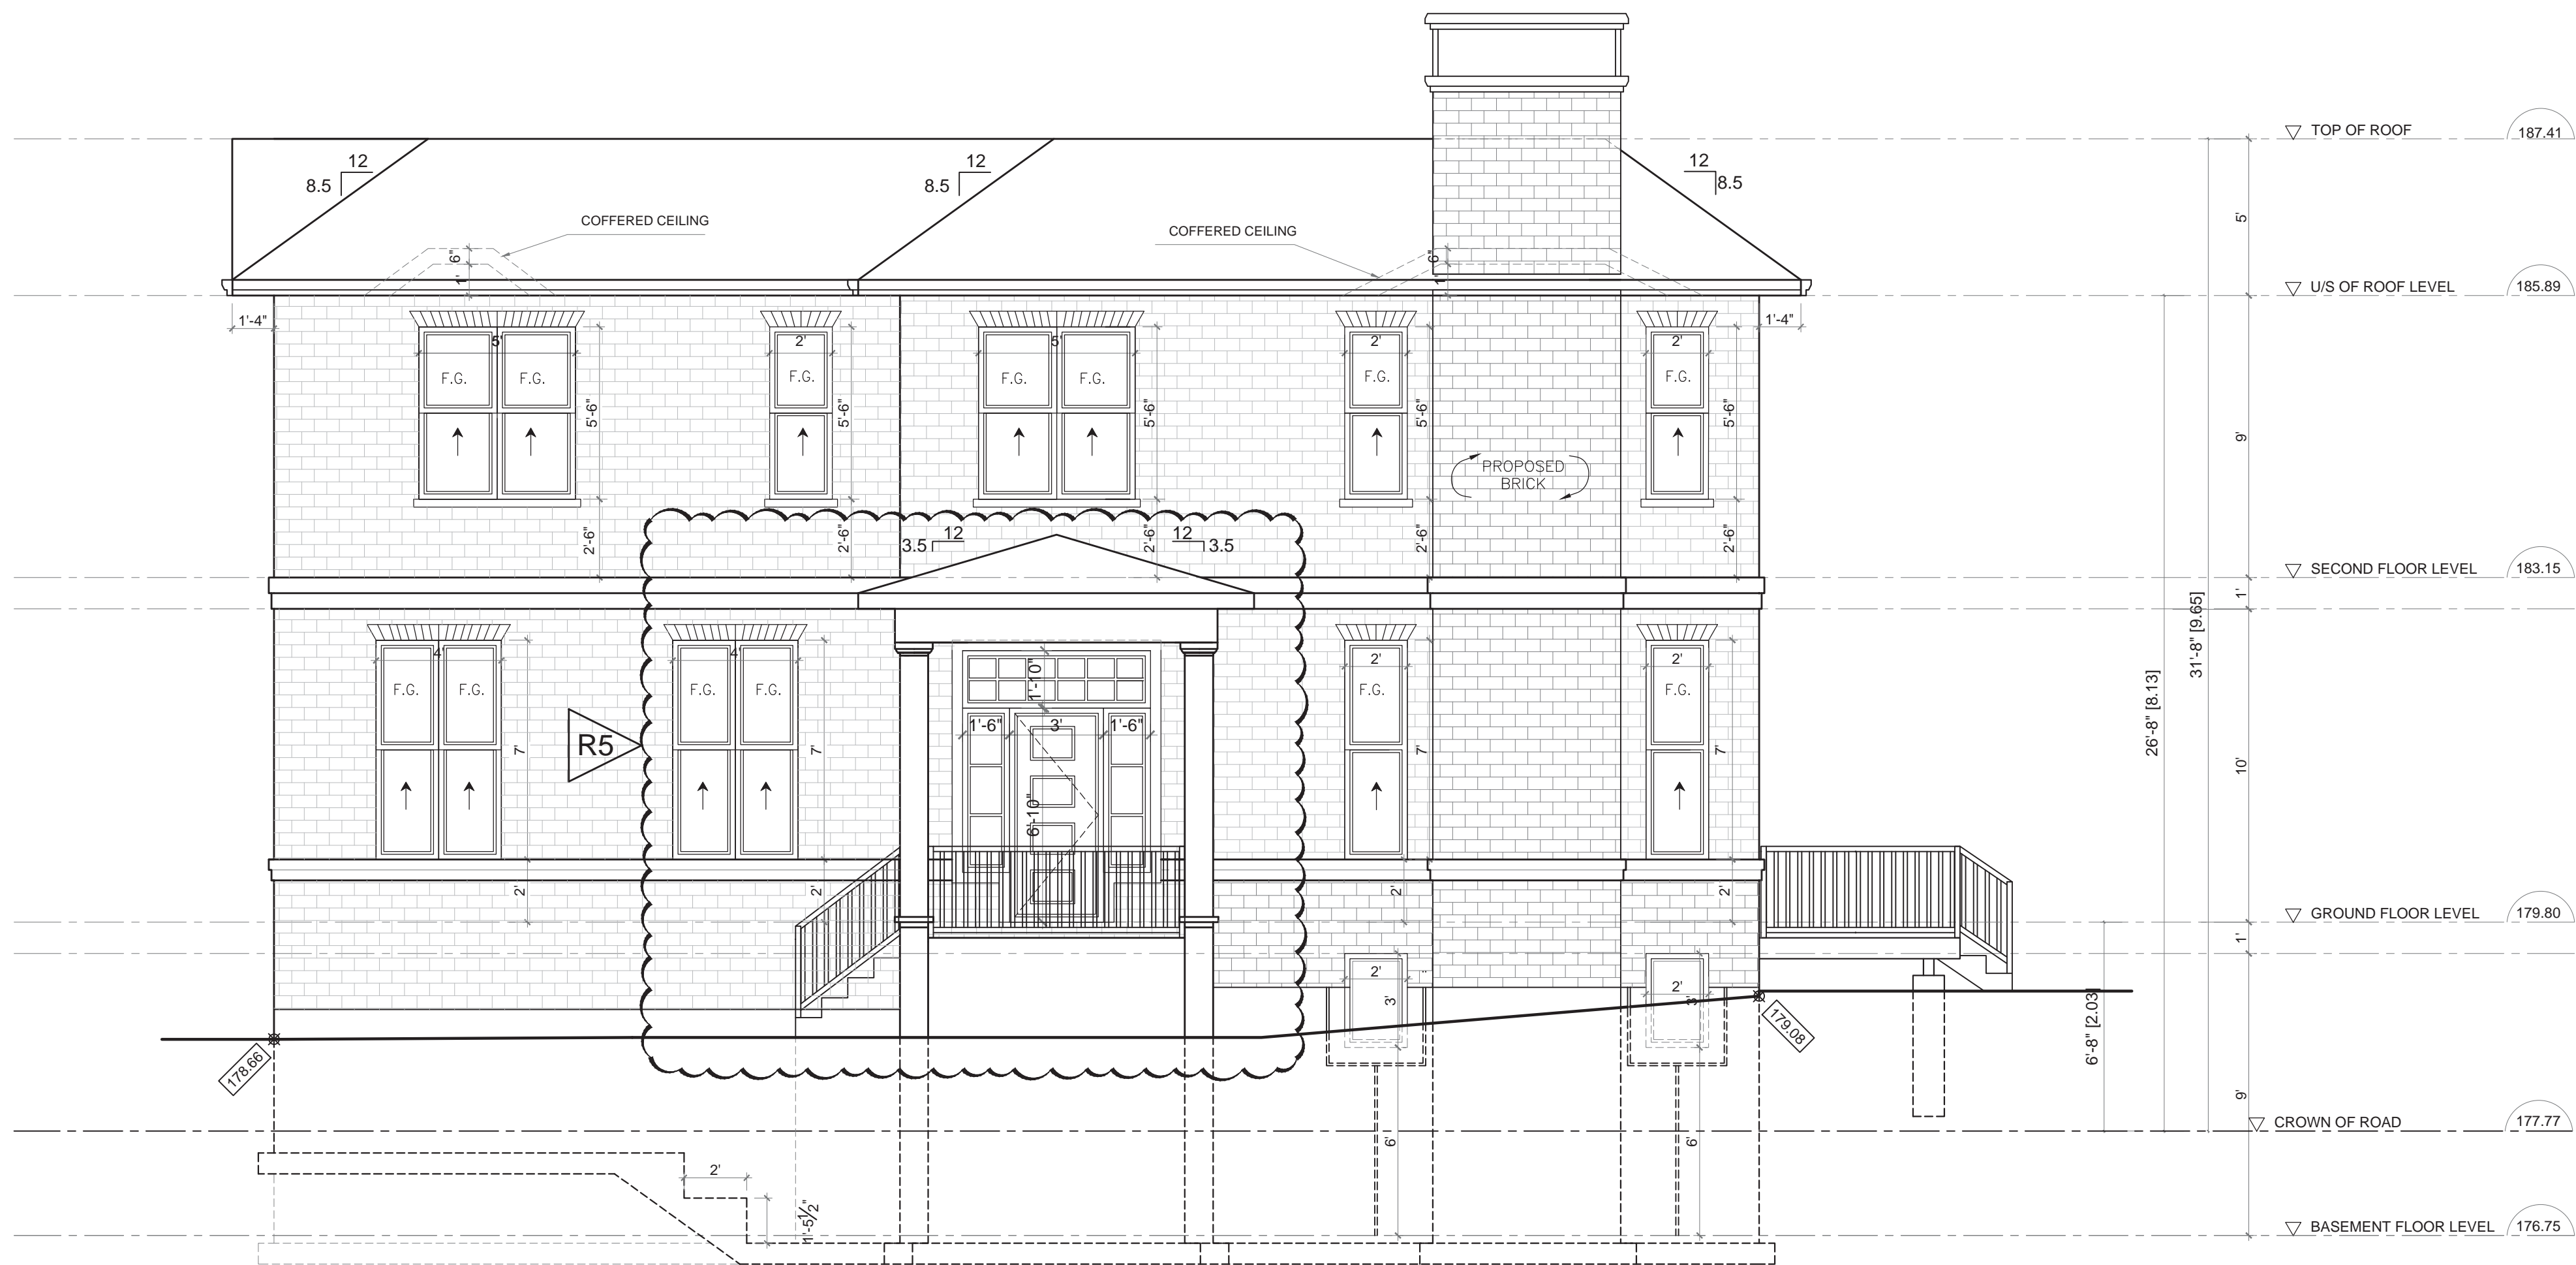 TOP OF ROOF 187.41
12 12 12
8.5 8.5 8.5
COFFERED CEILING
COFFERED CEILING
5'
6" 6"
1' 1'
U/S OF ROOF LEVEL 185.89
1'-4" 1'-4"
5' 2' 5' 2' 2'
F.G. F.G. F.G. F.G. F.G. F.G. F.G.
5'-6" 5'-6" 5'-6" 5'-6" 5'-6"
9'
PROPOSED
BRICK
2'-6" 2'-6" 2'-6" 2'-6" 2'-6"
12 12
3.5 3.5
SECOND FLOOR LEVEL 183.15
1'
31'-8" [9.65]
26'-8" [8.13]
4' 4' 2' 2'
F.G. F.G. F.G. F.G. F.G. F.G.
1'-10"
1'-6" 3' 1'-6"
R5
7' 7' 7' 7'
10'
6'-10"
2' 2' 2' 2'
GROUND FLOOR LEVEL 179.80
1'
2' 2'
3' 3'
178.66 179.08
6'-8" [2.03]
9'
CROWN OF ROAD 177.77
6' 6'
2'
1'-5 1/2"
BASEMENT FLOOR LEVEL 176.75